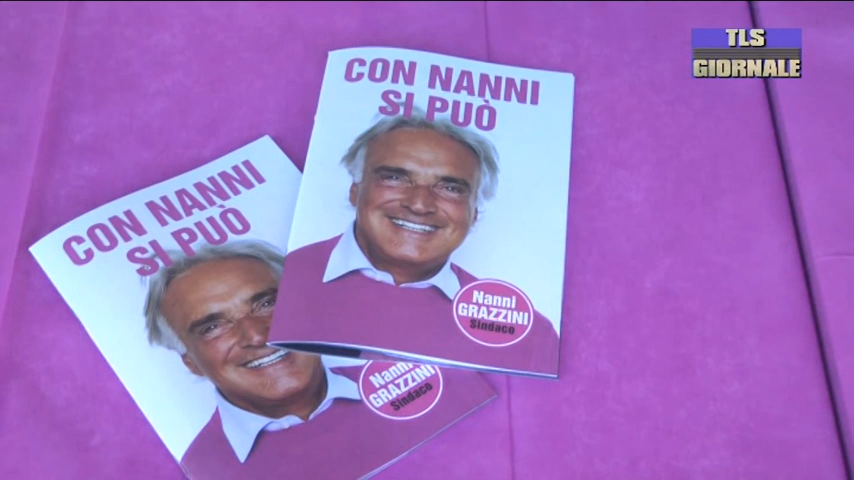 TLS
GIORNALE
CON NANNI
SI PUÒ
Nanni
GRAZZINI
Sindaco
CON NANNI
SI PUÒ
Nanni
GRAZZINI
Sindaco